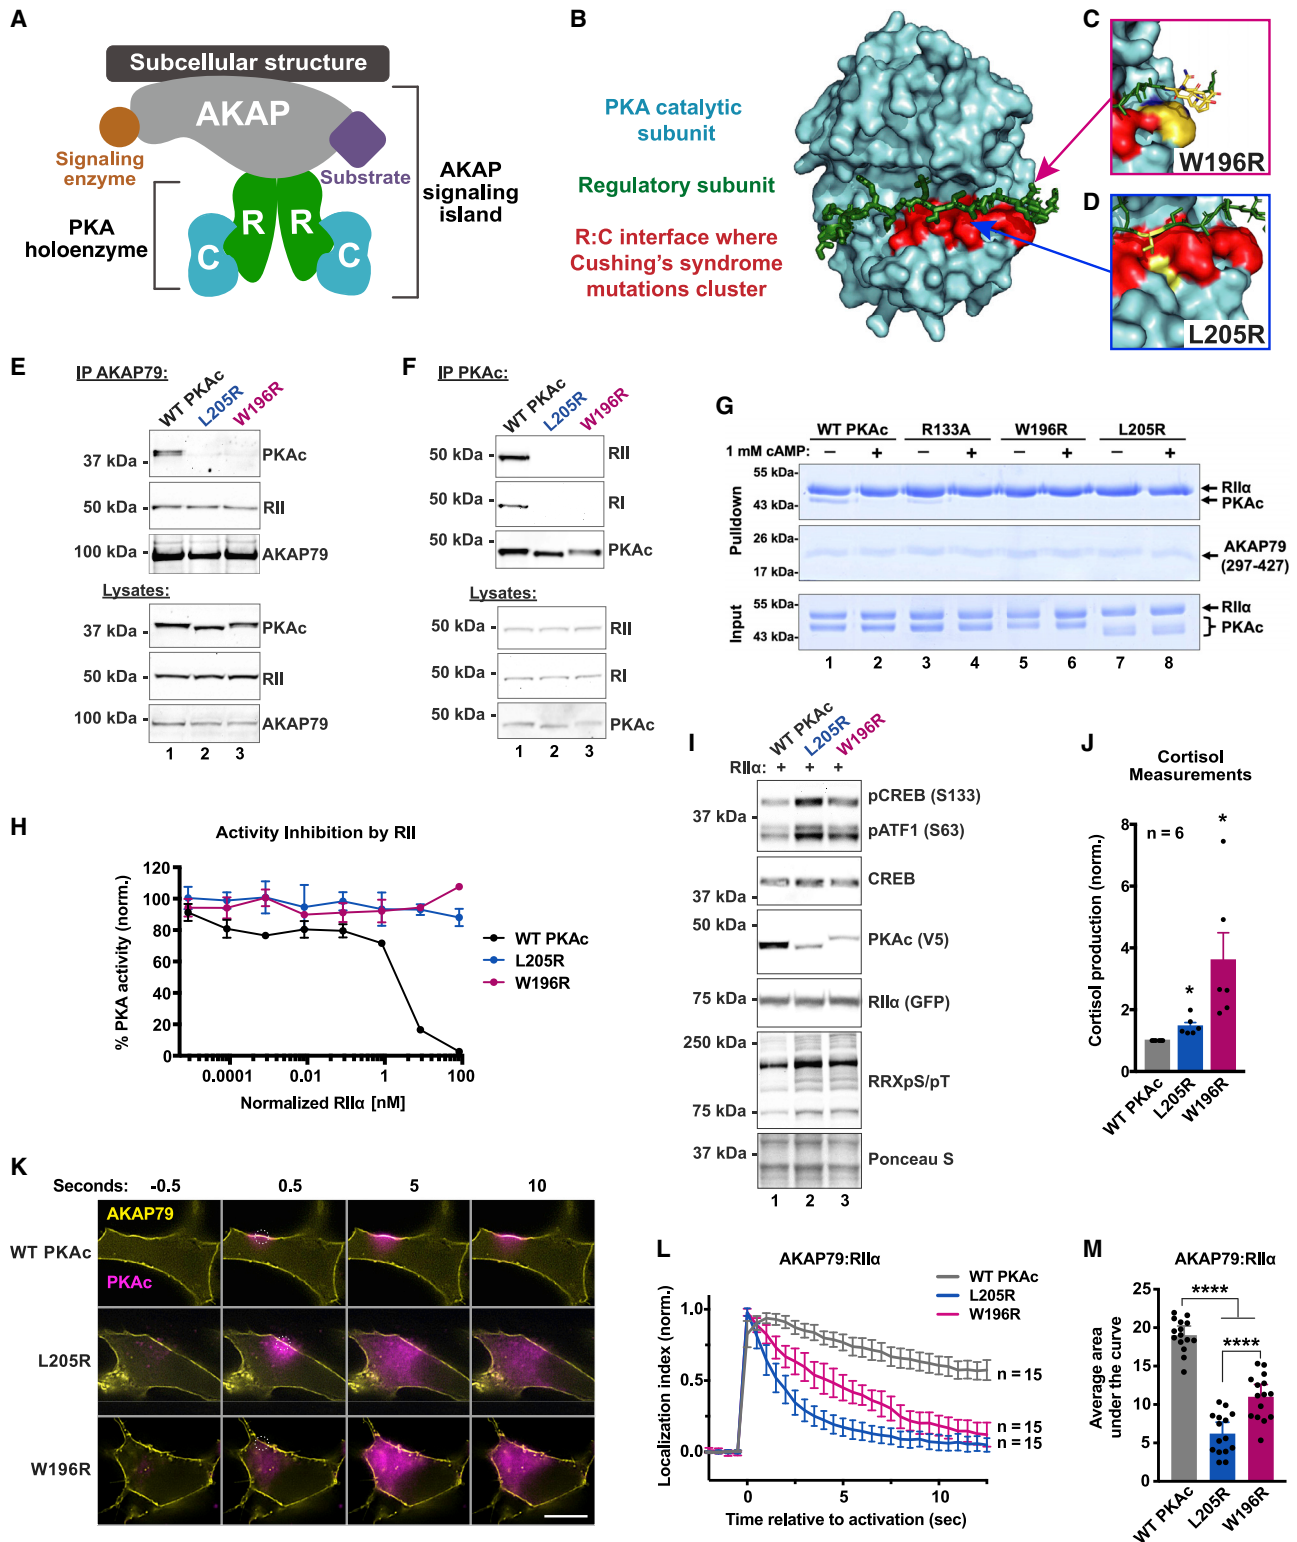 A
Subcellular structure
AKAP
Signaling
enzyme
Substrate
PKA
holoenzyme
R
R
C
C
AKAP
signaling
island
B
PKA catalytic
subunit
Regulatory subunit
R:C interface where
Cushing's syndrome
mutations cluster
C
W196R
D
L205R
E
IP AKAP79:
WT PKAc
L205R
W196R
37 kDa
PKAc
50 kDa
RII
100 kDa
AKAP79
Lysates:
37 kDa
PKAc
50 kDa
RII
100 kDa
AKAP79
1 2 3
F
IP PKAc:
WT PKAc
L205R
W196R
50 kDa
RII
50 kDa
RI
50 kDa
PKAc
Lysates:
50 kDa
RII
50 kDa
RI
50 kDa
PKAc
1 2 3
G
WT PKAc R133A W196R L205R
1 mM cAMP: – + – + – + – +
Pulldown
55 kDa
43 kDa
RIIα
PKAc
26 kDa
17 kDa
AKAP79
(297-427)
Input
55 kDa
43 kDa
RIIα
PKAc
1 2 3 4 5 6 7 8
H
Activity Inhibition by RII
% PKA activity (norm.)
120
100
80
60
40
20
0
0.0001 0.01 1 100
Normalized RIIα [nM]
WT PKAc
L205R
W196R
I
WT PKAc
L205R
W196R
RIIα: + + +
37 kDa
pCREB (S133)
pATF1 (S63)
37 kDa
CREB
50 kDa
PKAc (V5)
75 kDa
RIIα (GFP)
250 kDa
75 kDa
RRXpS/pT
37 kDa
Ponceau S
1 2 3
J
Cortisol
Measurements
n = 6
Cortisol production (norm.)
8
6
4
2
0
*
*
WT PKAc
L205R
W196R
K
Seconds: -0.5 0.5 5 10
AKAP79
PKAc
WT PKAc
L205R
W196R
L
AKAP79:RIIα
WT PKAc
L205R
W196R
Localization index (norm.)
1.0
0.5
0.0
n = 15
n = 15
n = 15
0 5 10
Time relative to activation (sec)
M
AKAP79:RIIα
Average area
under the curve
25
20
15
10
5
0
****
****
WT PKAc
L205R
W196R